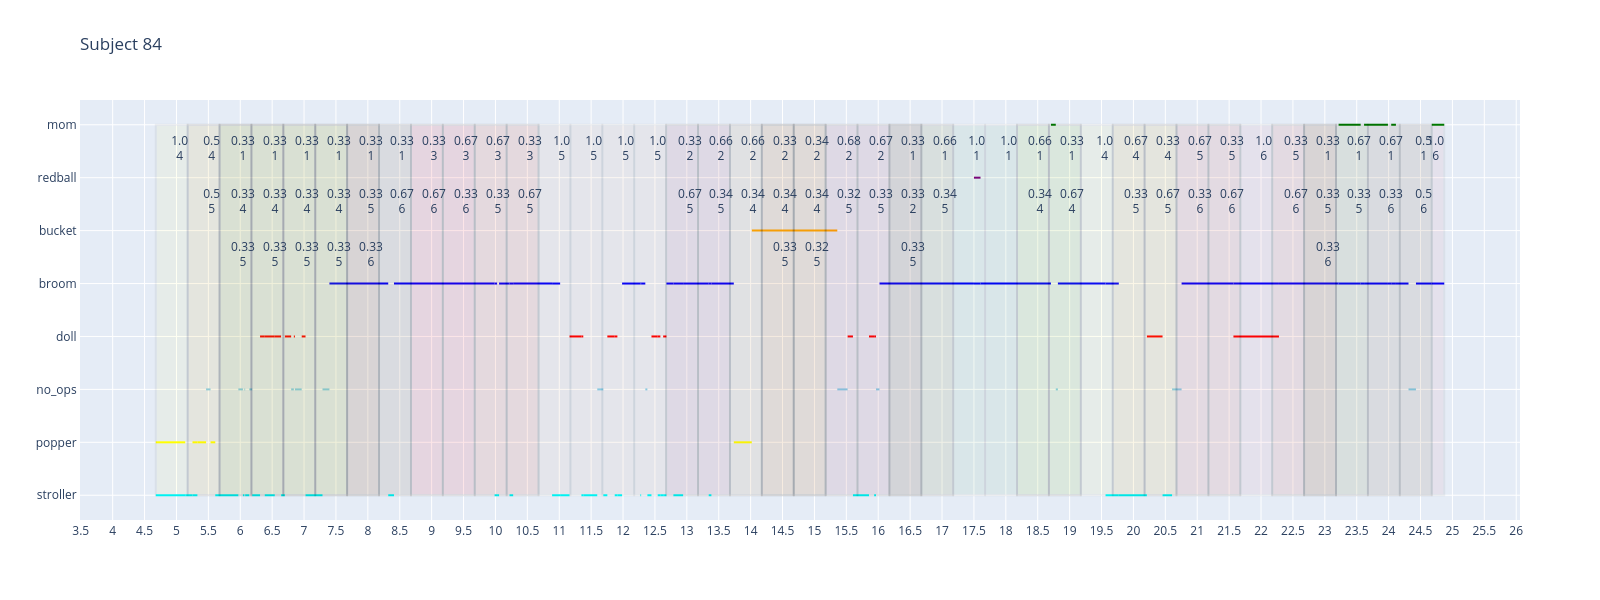 Subject 84
mom
1.0 0.5 0.33 0.33 0.33 0.33 0.33 0.33 0.33 0.67 0.67 0.33 1.0 1.0 1.0 1.0 0.33 0.66 0.66 0.33 0.34 0.68 0.67 0.33 0.66 1.0 1.0 0.66 0.33 1.0 0.67 0.33 0.67 0.33 1.0 0.33 0.33 0.67 0.67 0.5 1.0
4 4 1 1 1 1 1 1 3 3 3 3 5 5 5 5 2 2 2 2 2 2 2 1 1 1 1 1 1 4 4 4 5 5 6 5 1 1 1 1 6
redball
0.5 0.33 0.33 0.33 0.33 0.33 0.67 0.67 0.33 0.33 0.67 0.67 0.34 0.34 0.34 0.34 0.32 0.33 0.33 0.34 0.34 0.67 0.33 0.67 0.33 0.67 0.67 0.33 0.33 0.33 0.5
5 4 4 4 4 5 6 6 6 5 5 5 5 4 4 4 5 5 2 5 4 4 5 5 6 6 6 5 5 6 6
bucket
0.33 0.33 0.33 0.33 0.33 0.33 0.32 0.33 0.33
5 5 5 5 6 5 5 5 6
broom
doll
no_ops
popper
stroller
3.5 4 4.5 5 5.5 6 6.5 7 7.5 8 8.5 9 9.5 10 10.5 11 11.5 12 12.5 13 13.5 14 14.5 15 15.5 16 16.5 17 17.5 18 18.5 19 19.5 20 20.5 21 21.5 22 22.5 23 23.5 24 24.5 25 25.5 26